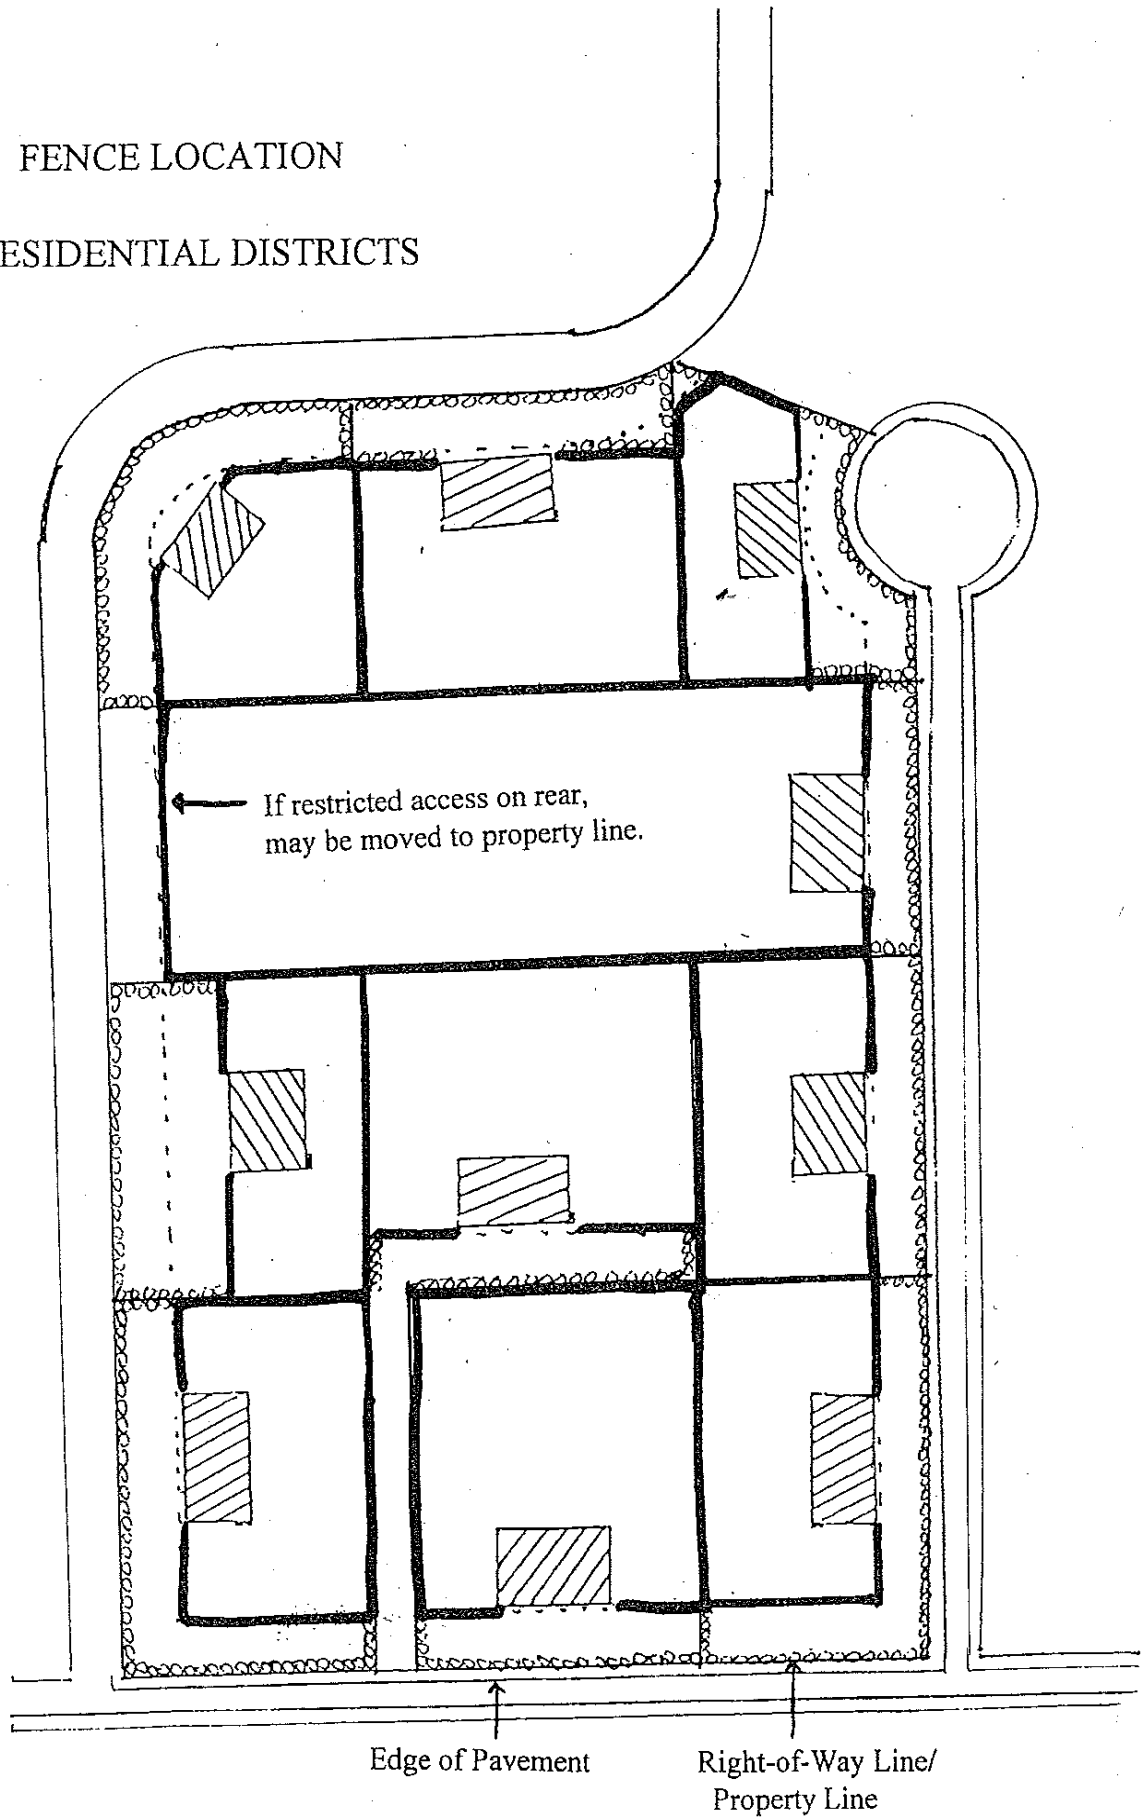 FENCE LOCATION
ESIDENTIAL DISTRICTS
If restricted access on rear,
may be moved to property line.
Edge of Pavement
Right-of-Way Line/
Property Line